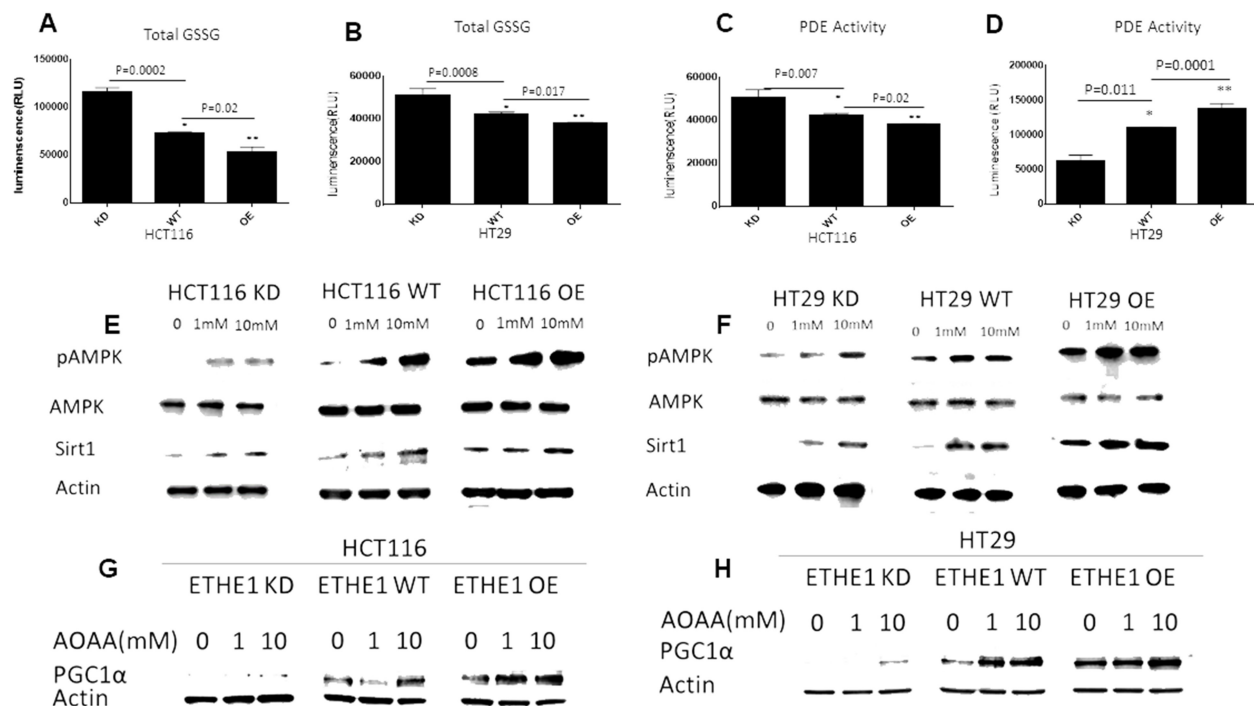 A
Total GSSG
luminenscence(RLU)
150000
100000
50000
0
P=0.0002
P=0.02
*
**
KD
WT
OE
HCT116
B
Total GSSG
luminenscence(RLU)
60000
40000
20000
0
P=0.0008
P=0.017
*
**
KD
WT
OE
HT29
C
PDE Activity
luminenscence(RLU)
60000
40000
20000
0
P=0.007
P=0.02
*
**
KD
WT
OE
HCT116
D
PDE Activity
Luminescence (RLU)
200000
150000
100000
50000
0
P=0.011
P=0.0001
*
**
KD
WT
OE
HT29
E
HCT116 KD HCT116 WT HCT116 OE
0 1mM 10mM 0 1mM 10mM 0 1mM 10mM
pAMPK
AMPK
Sirt1
Actin
F
HT29 KD HT29 WT HT29 OE
0 1mM 10mM 0 1mM 10mM 0 1mM 10mM
pAMPK
AMPK
Sirt1
Actin
G
HCT116
ETHE1 KD ETHE1 WT ETHE1 OE
AOAA(mM) 0 1 10 0 1 10 0 1 10
PGC1α
Actin
H
HT29
ETHE1 KD ETHE1 WT ETHE1 OE
AOAA(mM) 0 1 10 0 1 10 0 1 10
PGC1α
Actin